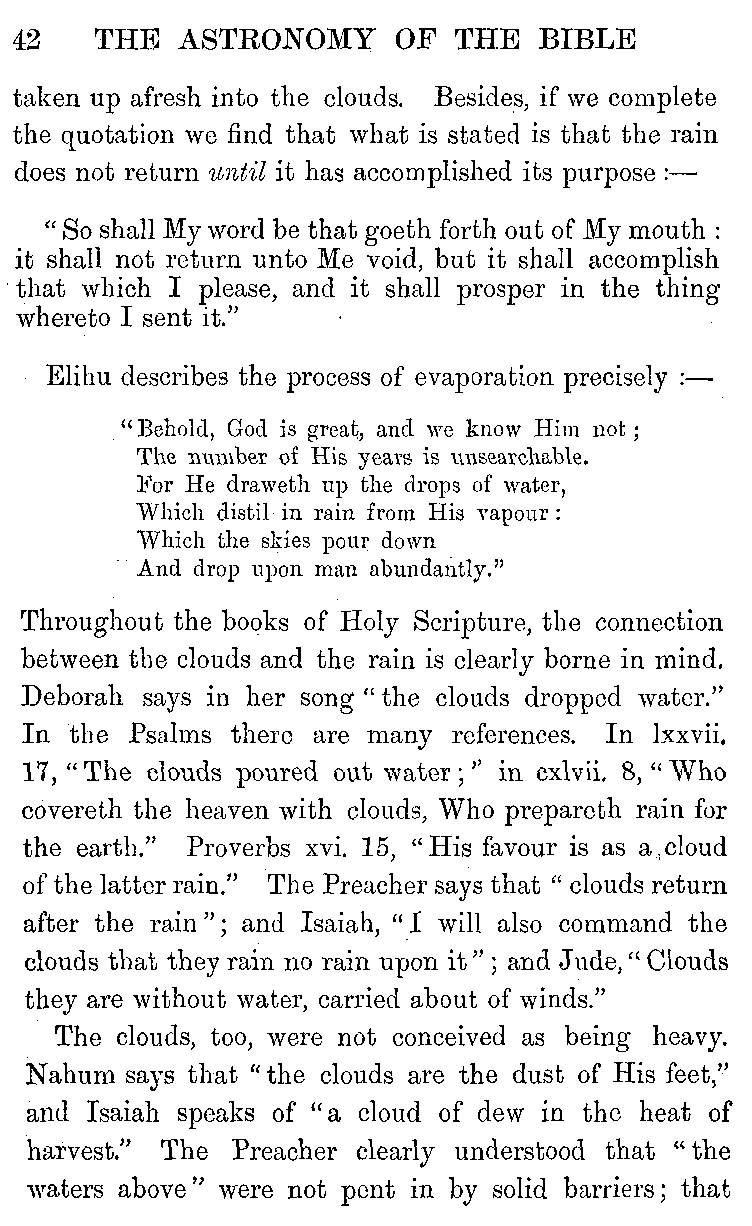 42 THE ASTRONOMY OF THE BIBLE
taken up afresh into the clouds. Besides, if we complete
the quotation we find that what is stated is that the rain
does not return until it has accomplished its purpose :—
“ So shall My word be that goeth forth out of My mouth :
it shall not return unto Me void, but it shall accomplish
that which I please, and it shall prosper in the thing
whereto I sent it.”
Elihu describes the process of evaporation precisely :—
“Behold, God is great, and we know Him not ;
The number of His years is unsearchable.
For He draweth up the drops of water,
Which distil in rain from His vapour :
Which the skies pour down
And drop upon man abundantly.”
Throughout the books of Holy Scripture, the connection
between the clouds and the rain is clearly borne in mind.
Deborah says in her song “the clouds dropped water.”
In the Psalms there are many references. In lxxvii.
17, “The clouds poured out water ;” in cxlvii. 8, “Who
covereth the heaven with clouds, Who prepareth rain for
the earth.” Proverbs xvi. 15, “His favour is as a cloud
of the latter rain.” The Preacher says that “ clouds return
after the rain”; and Isaiah, “I will also command the
clouds that they rain no rain upon it” ; and Jude, “Clouds
they are without water, carried about of winds.”
The clouds, too, were not conceived as being heavy.
Nahum says that “the clouds are the dust of His feet,”
and Isaiah speaks of “a cloud of dew in the heat of
harvest.” The Preacher clearly understood that “the
waters above” were not pent in by solid barriers; that